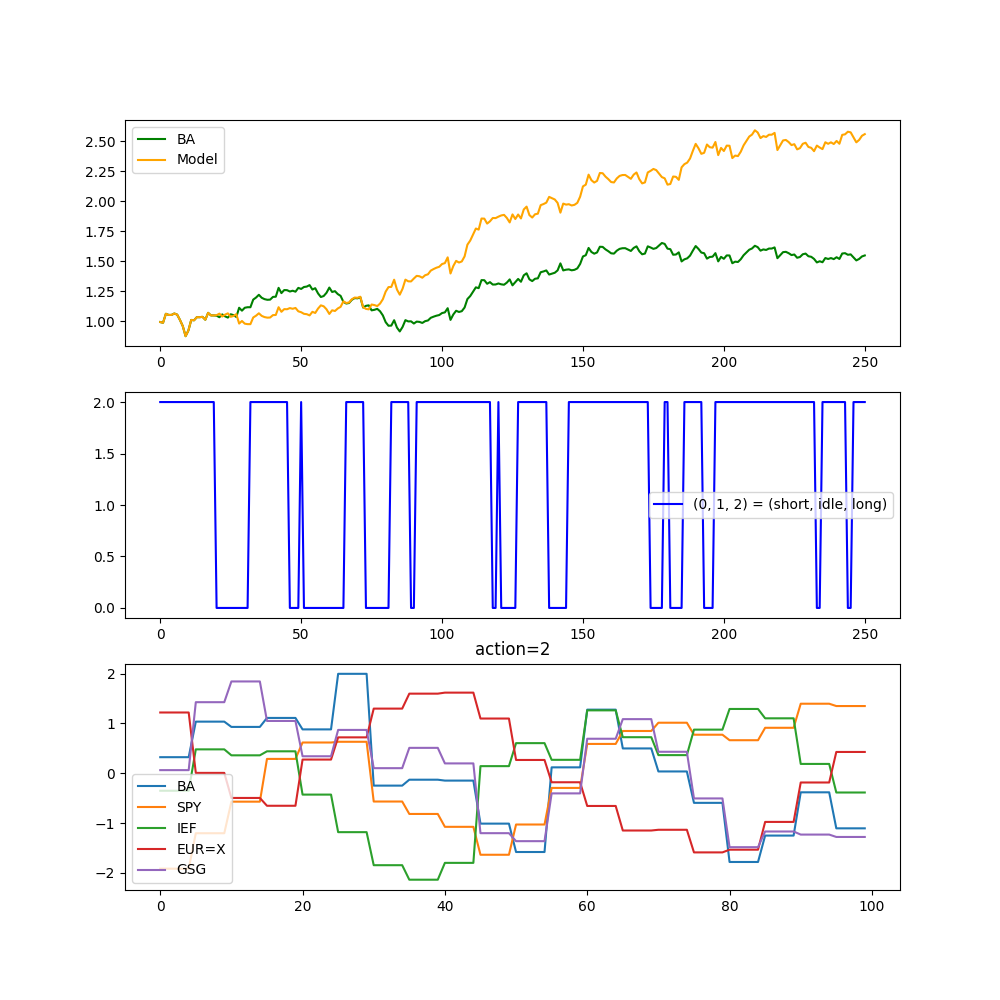 BA
Model
2.50
2.25
2.00
1.75
1.50
1.25
1.00
0 50 100 150 200 250
2.0
1.5
1.0
0.5
0.0
(0, 1, 2) = (short, idle, long)
0 50 100 150 200 250
action=2
2
1
0
−1
−2
BA
SPY
IEF
EUR=X
GSG
0 20 40 60 80 100